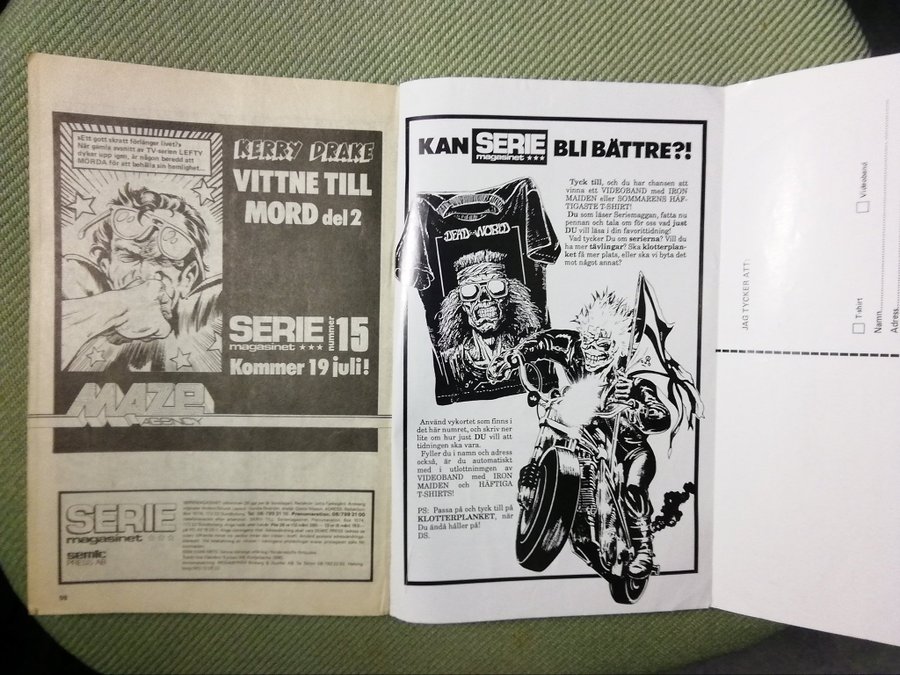 »Ett gott skratt förlänger livet!»
När gamla avsnitt av TV-serien LEFTY
dyker upp igen, är någon beredd att
MÖRDA för att behålla sin hemlighet...
KERRY DRAKE
VITTNE TILL
MORD del 2
SERIE
magasinet
nummer 15
Kommer 19 juli!
MAZE
AGENCY
SERIE
magasinet
semic
PRESS AB
KAN SERIE magasinet BLI BÄTTRE?!
Tyck till, och du har chansen att
vinna ett VIDEOBAND med IRON
MAIDEN eller SOMMARENS HÄF-
TIGASTE T-SHIRT!
Du som läser Seriemaggan, fatta nu
pennan och tala om för oss vad just
DU vill läsa i din favorittidning!
Vad tycker Du om serierna? Vill du
ha mer tävlingar? Ska klotterplan-
ket få mer plats, eller ska vi byta det
mot något annat?
DEAD WORLD
Använd vykortet som finns i
det här numret, och skriv ner
lite om hur just DU vill att
tidningen ska vara.
Fyller du i namn och adress
också, är du automatiskt
med i utlottninmgen av
VIDEOBAND med IRON
MAIDEN och HÄFTIGA
T-SHIRTS!
PS: Passa på och tyck till på
KLOTTERPLANKET, när
Du ändå håller på!
DS.
JAG TYCKER ATT:
T-shirt
Videoband
Namn
Adress